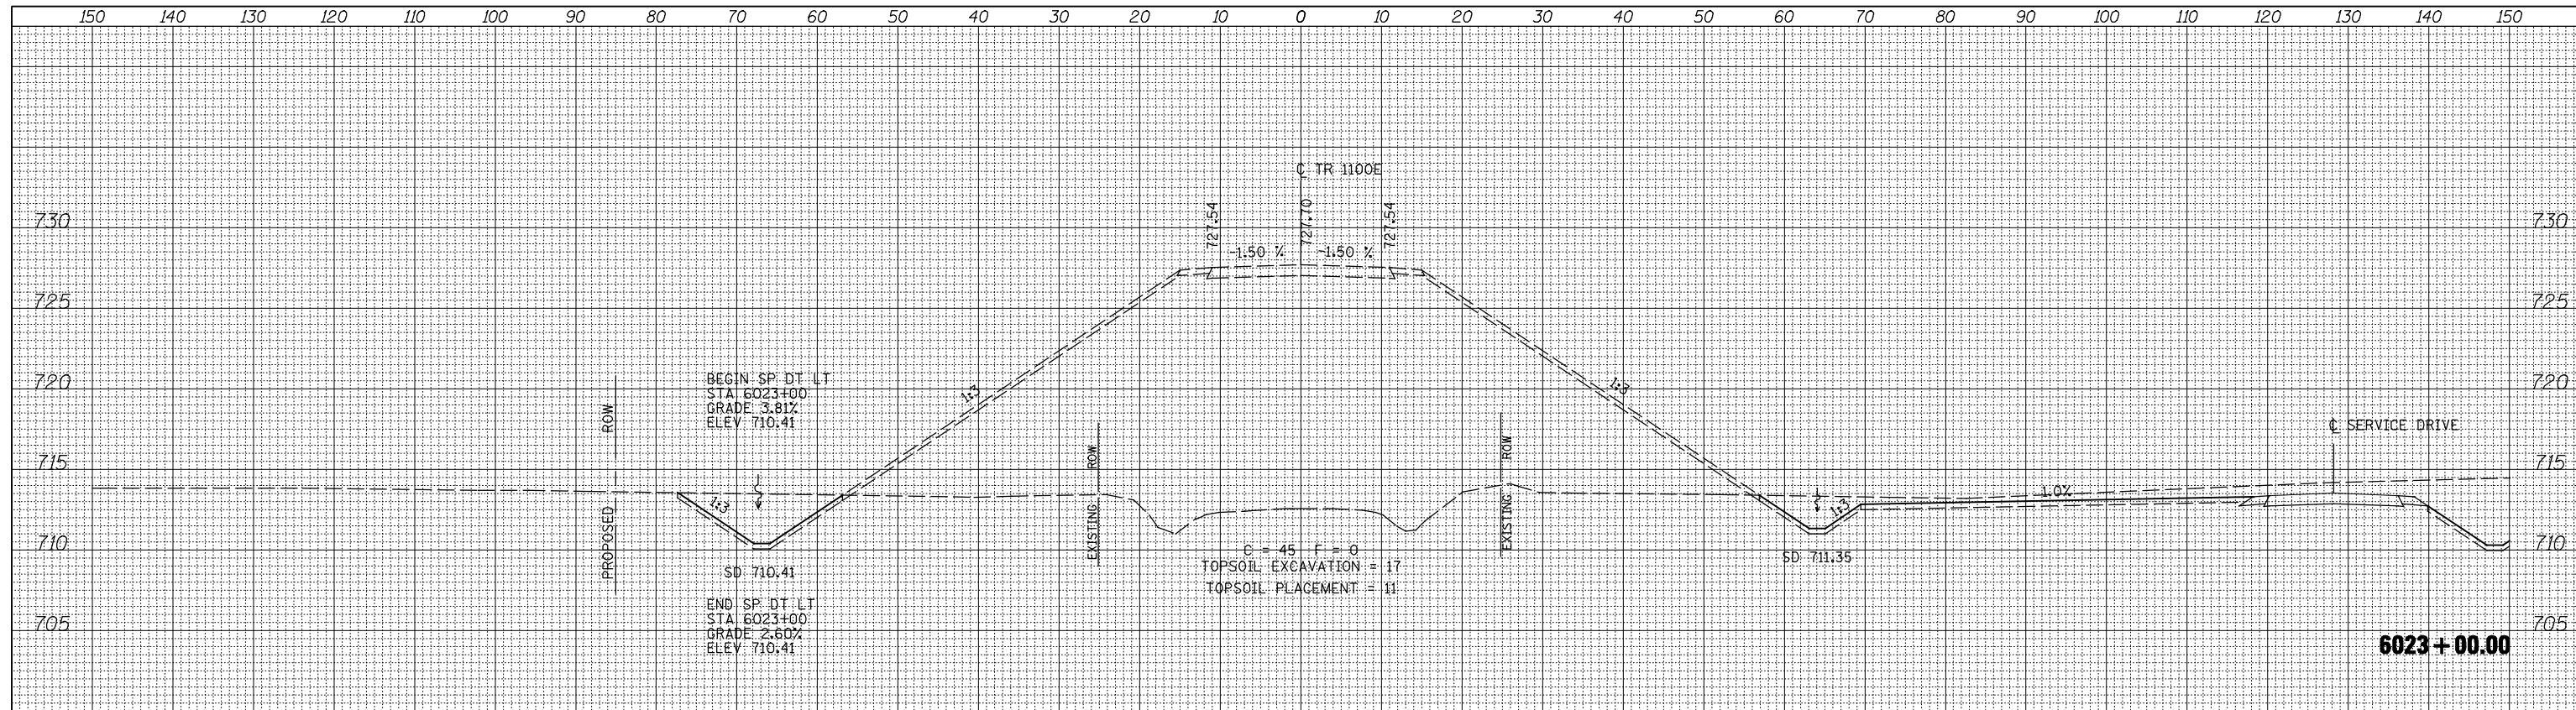 150 140 130 120 110 100 90 80 70 60 50 40 30 20 10 0 10 20 30 40 50 60 70 80 90 100 110 120 130 140 150
℄ TR 1100E
730 727.54 727.70 727.54 730
-1.50 % -1.50 %
725 725
720 720
1:3 1:3
BEGIN SP DT LT
STA 6023+00
GRADE 3.81%
ELEV 710.41
PROPOSED ROW
EXISTING ROW
EXISTING ROW
℄ SERVICE DRIVE
715 715
1:3 1:3 1.0%
710 710
SD 710.41
C = 45 F = 0
TOPSOIL EXCAVATION = 17
TOPSOIL PLACEMENT = 11
SD 711.35
END SP DT LT
STA 6023+00
GRADE 2.60%
ELEV 710.41
705 705
6023+00.00